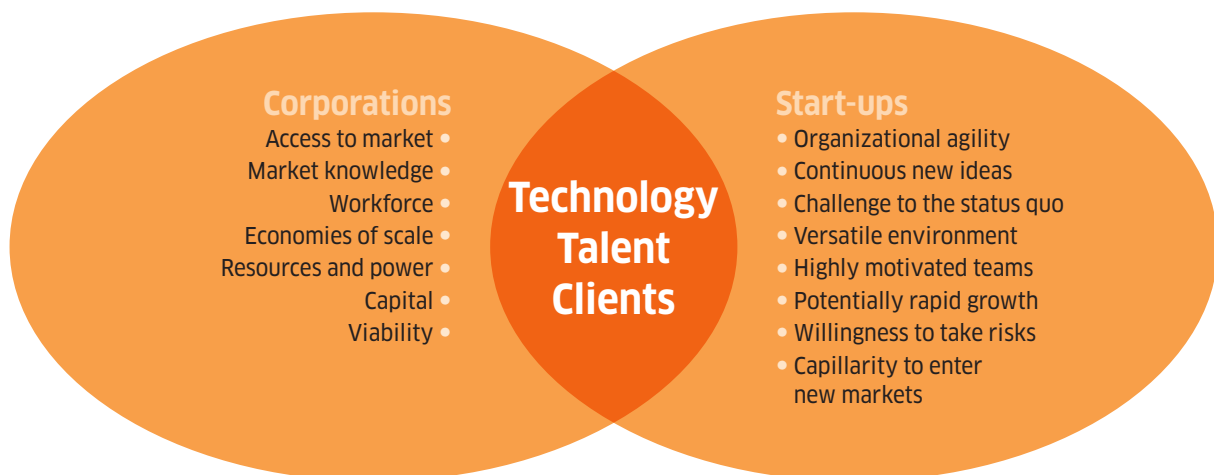 Corporations
Access to market •
Market knowledge •
Workforce •
Economies of scale •
Resources and power •
Capital •
Viability •
Technology
Talent
Clients
Start-ups
• Organizational agility
• Continuous new ideas
• Challenge to the status quo
• Versatile environment
• Highly motivated teams
• Potentially rapid growth
• Willingness to take risks
• Capillarity to enter
new markets